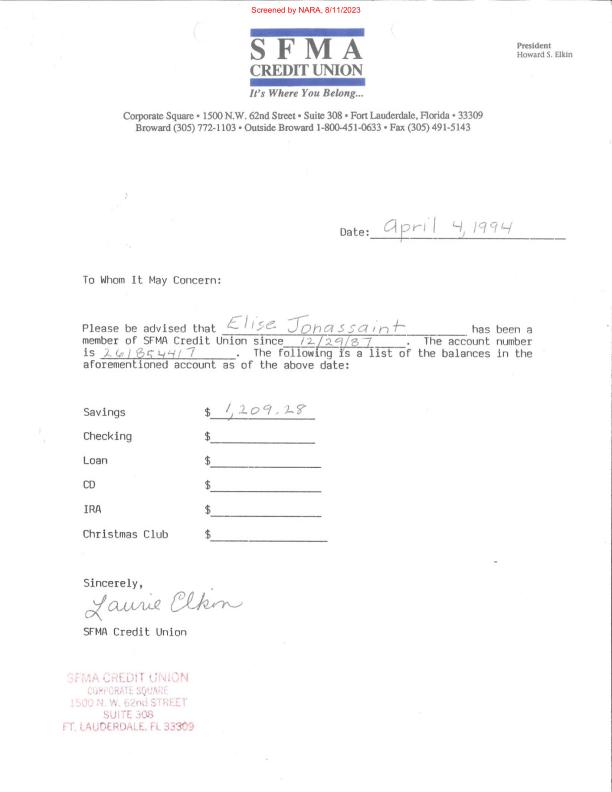 Screened by NARA, 8/11/2023
SFMA
CREDIT UNION
It's Where You Belong...
President
Howard S. Elkin
Corporate Square • 1500 N.W. 62nd Street • Suite 308 • Fort Lauderdale, Florida • 33309
Broward (305) 772-1103 • Outside Broward 1-800-451-0633 • Fax (305) 491-5143
Date: April 4, 1994
To Whom It May Concern:
Please be advised that Elise Jonassaint has been a
member of SFMA Credit Union since 12/29/87. The account number
is 261854417. The following is a list of the balances in the
aforementioned account as of the above date:
Savings $ 1,209.28
Checking $
Loan $
CD $
IRA $
Christmas Club $
Sincerely,
Laurie Elkin
SFMA Credit Union
SFMA CREDIT UNION
CORPORATE SQUARE
1500 N. W. 62nd STREET
SUITE 308
FT. LAUDERDALE, FL 33309